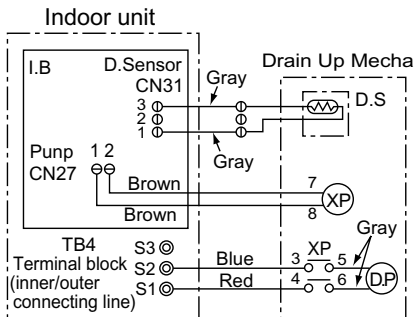 Indoor unit
I.B
D.Sensor
CN31
3
2
1
Gray
Gray
Drain Up Mecha
D.S
Punp
CN27
1 2
Brown
Brown
7
8
XP
TB4
Terminal block
(inner/outer
connecting line)
S3
S2
S1
Blue
Red
XP
3
5
4
6
Gray
D.P